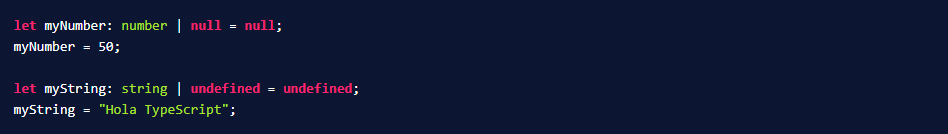 let myNumber: number | null = null;
myNumber = 50;
let myString: string | undefined = undefined;
myString = "Hola TypeScript";